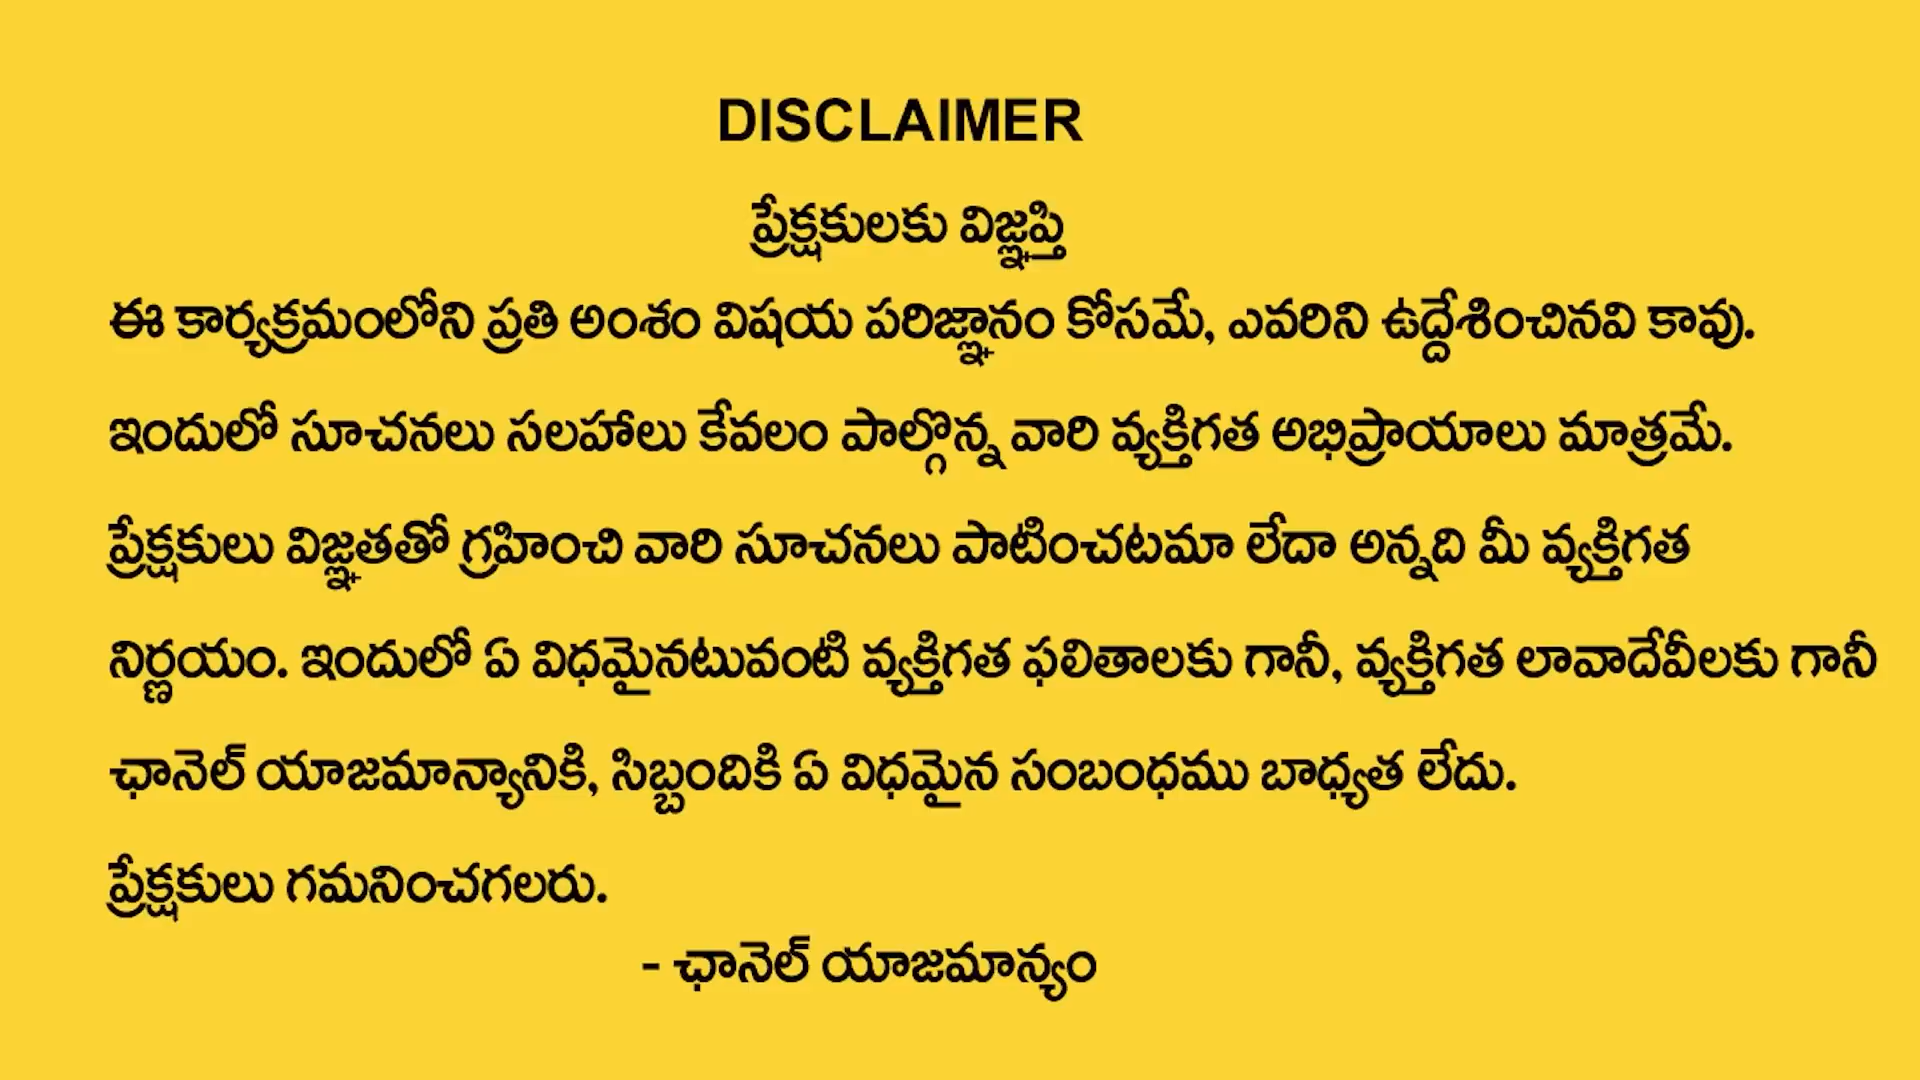 DISCLAIMER
ప్రేక్షకులకు విజ్ఞప్తి
ఈ కార్యక్రమంలోని ప్రతి అంశం విషయ పరిజ్ఞానం కోసమే, ఎవరిని ఉద్దేశించినవి కావు.
ఇందులో సూచనలు సలహాలు కేవలం పాల్గొన్న వారి వ్యక్తిగత అభిప్రాయాలు మాత్రమే.
ప్రేక్షకులు విజ్ఞతతో గ్రహించి వారి సూచనలు పాటించటమా లేదా అన్నది మీ వ్యక్తిగత
నిర్ణయం. ఇందులో ఏ విధమైనటువంటి వ్యక్తిగత ఫలితాలకు గానీ, వ్యక్తిగత లావాదేవీలకు గానీ
ఛానెల్ యాజమాన్యానికి, సిబ్బందికి ఏ విధమైన సంబంధము బాధ్యత లేదు.
ప్రేక్షకులు గమనించగలరు.
- ఛానెల్ యాజమాన్యం